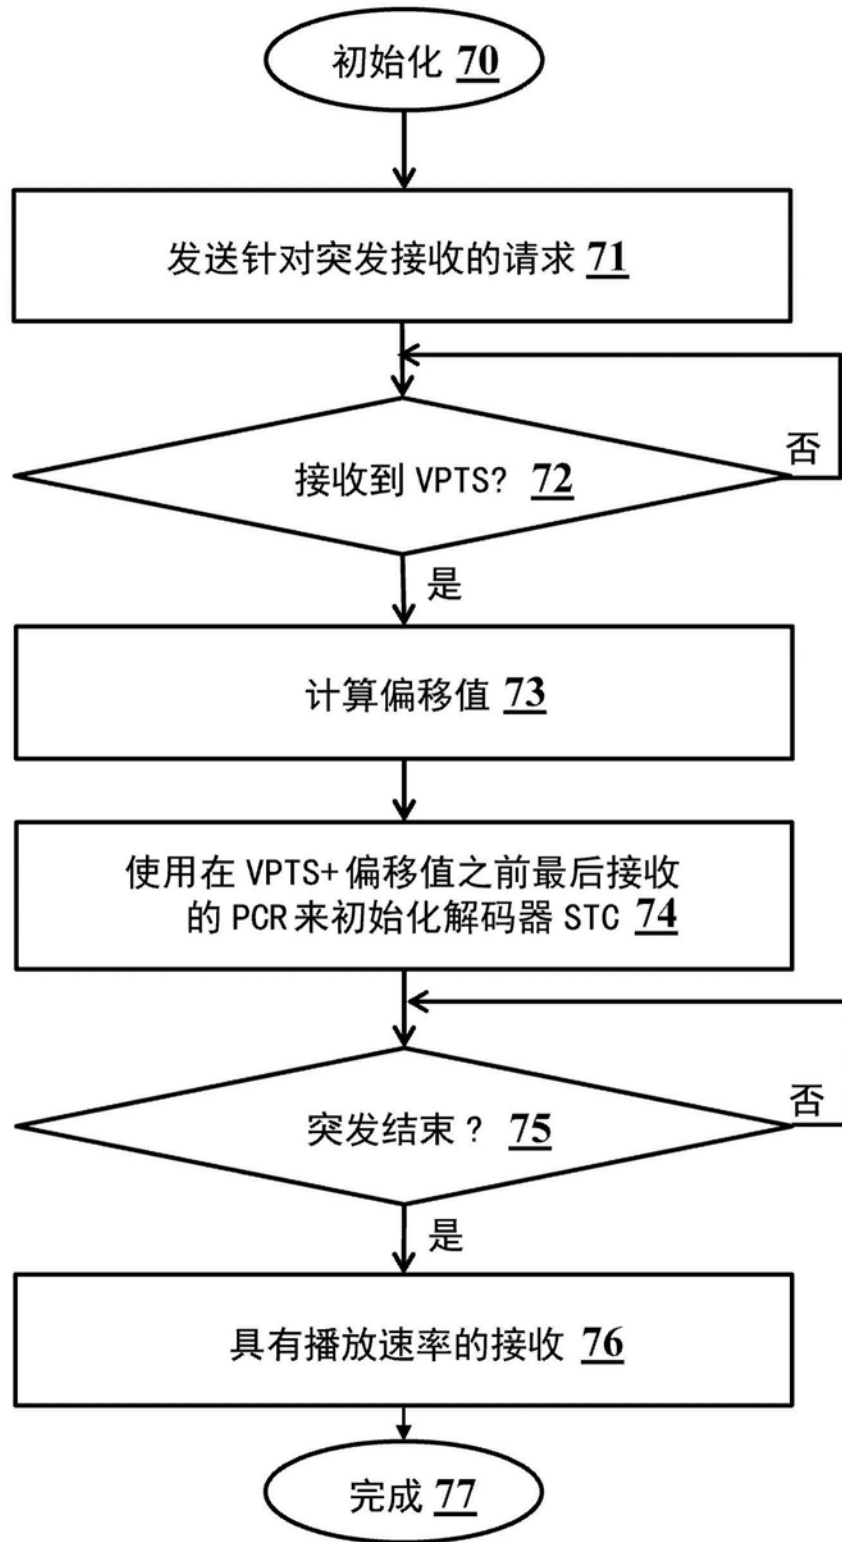 初始化 70
发送针对突发接收的请求 71
接收到 VPTS? 72
否
是
计算偏移值 73
使用在 VPTS+偏移值之前最后接收
的 PCR 来初始化解码器 STC 74
突发结束? 75
否
是
具有播放速率的接收 76
完成 77